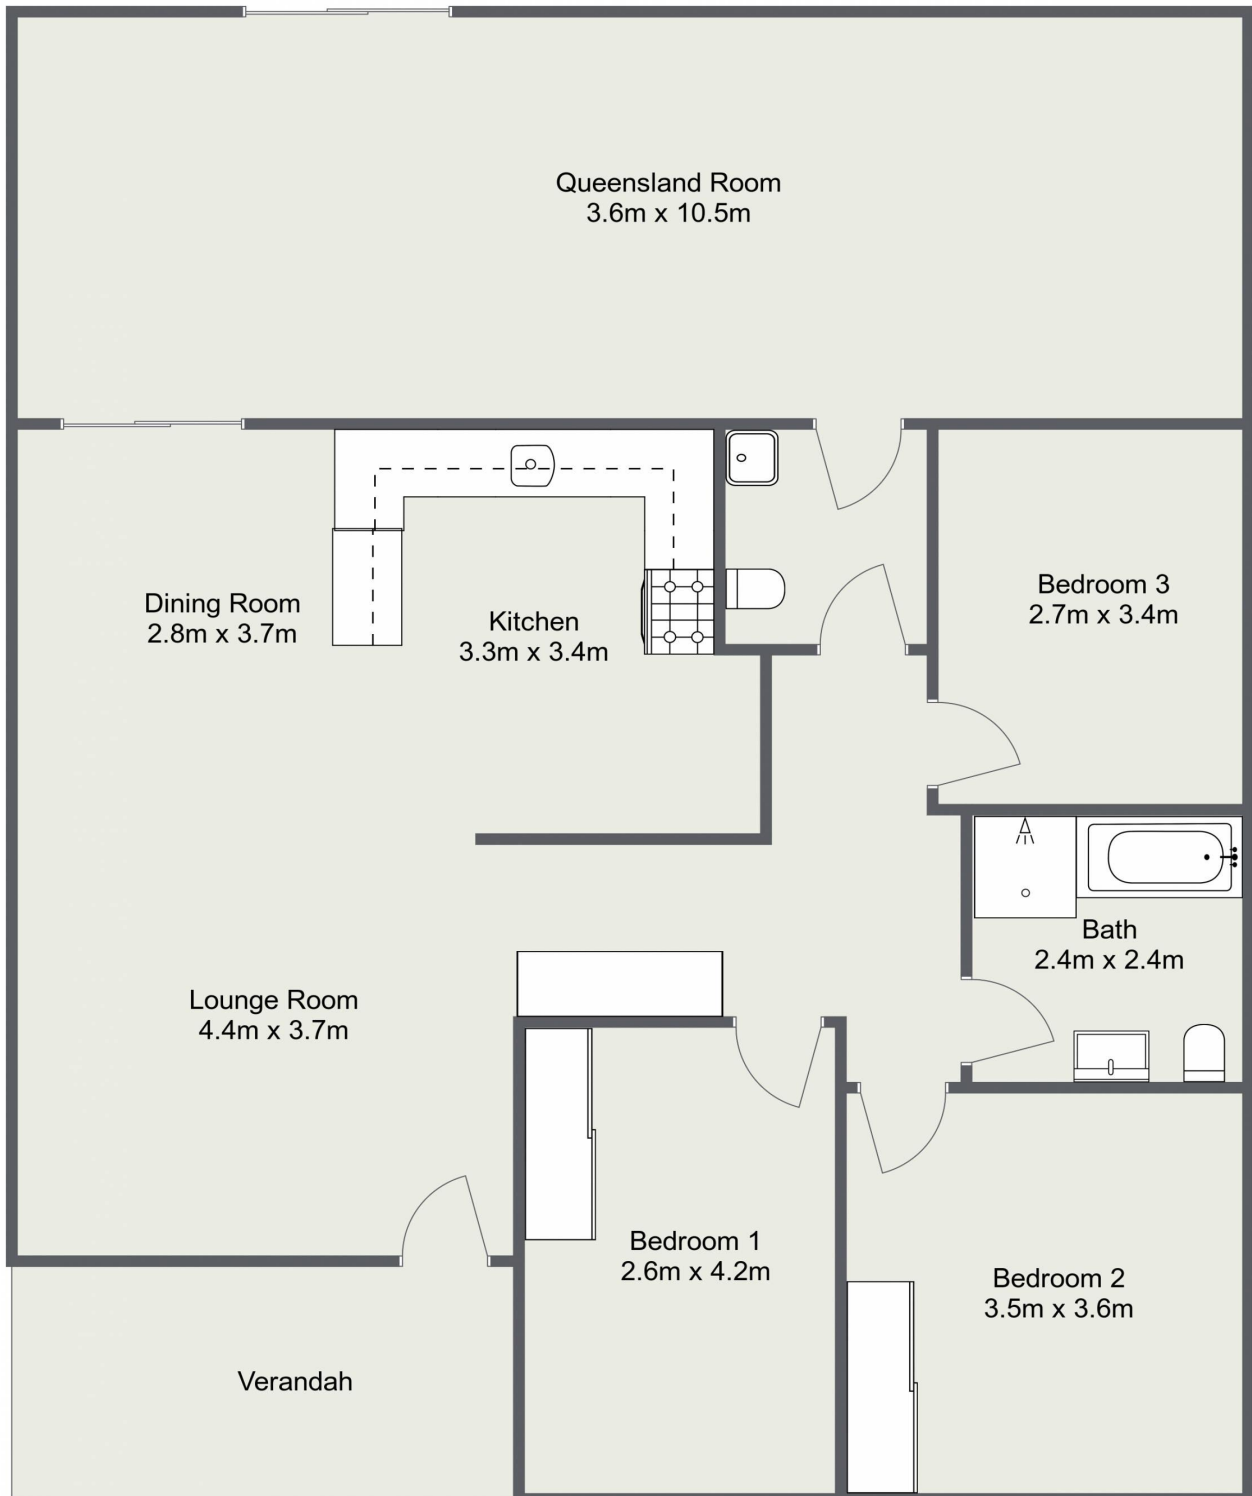 Queensland Room
3.6m x 10.5m
Dining Room
2.8m x 3.7m
Kitchen
3.3m x 3.4m
Bedroom 3
2.7m x 3.4m
Bath
2.4m x 2.4m
Lounge Room
4.4m x 3.7m
Bedroom 1
2.6m x 4.2m
Bedroom 2
3.5m x 3.6m
Verandah